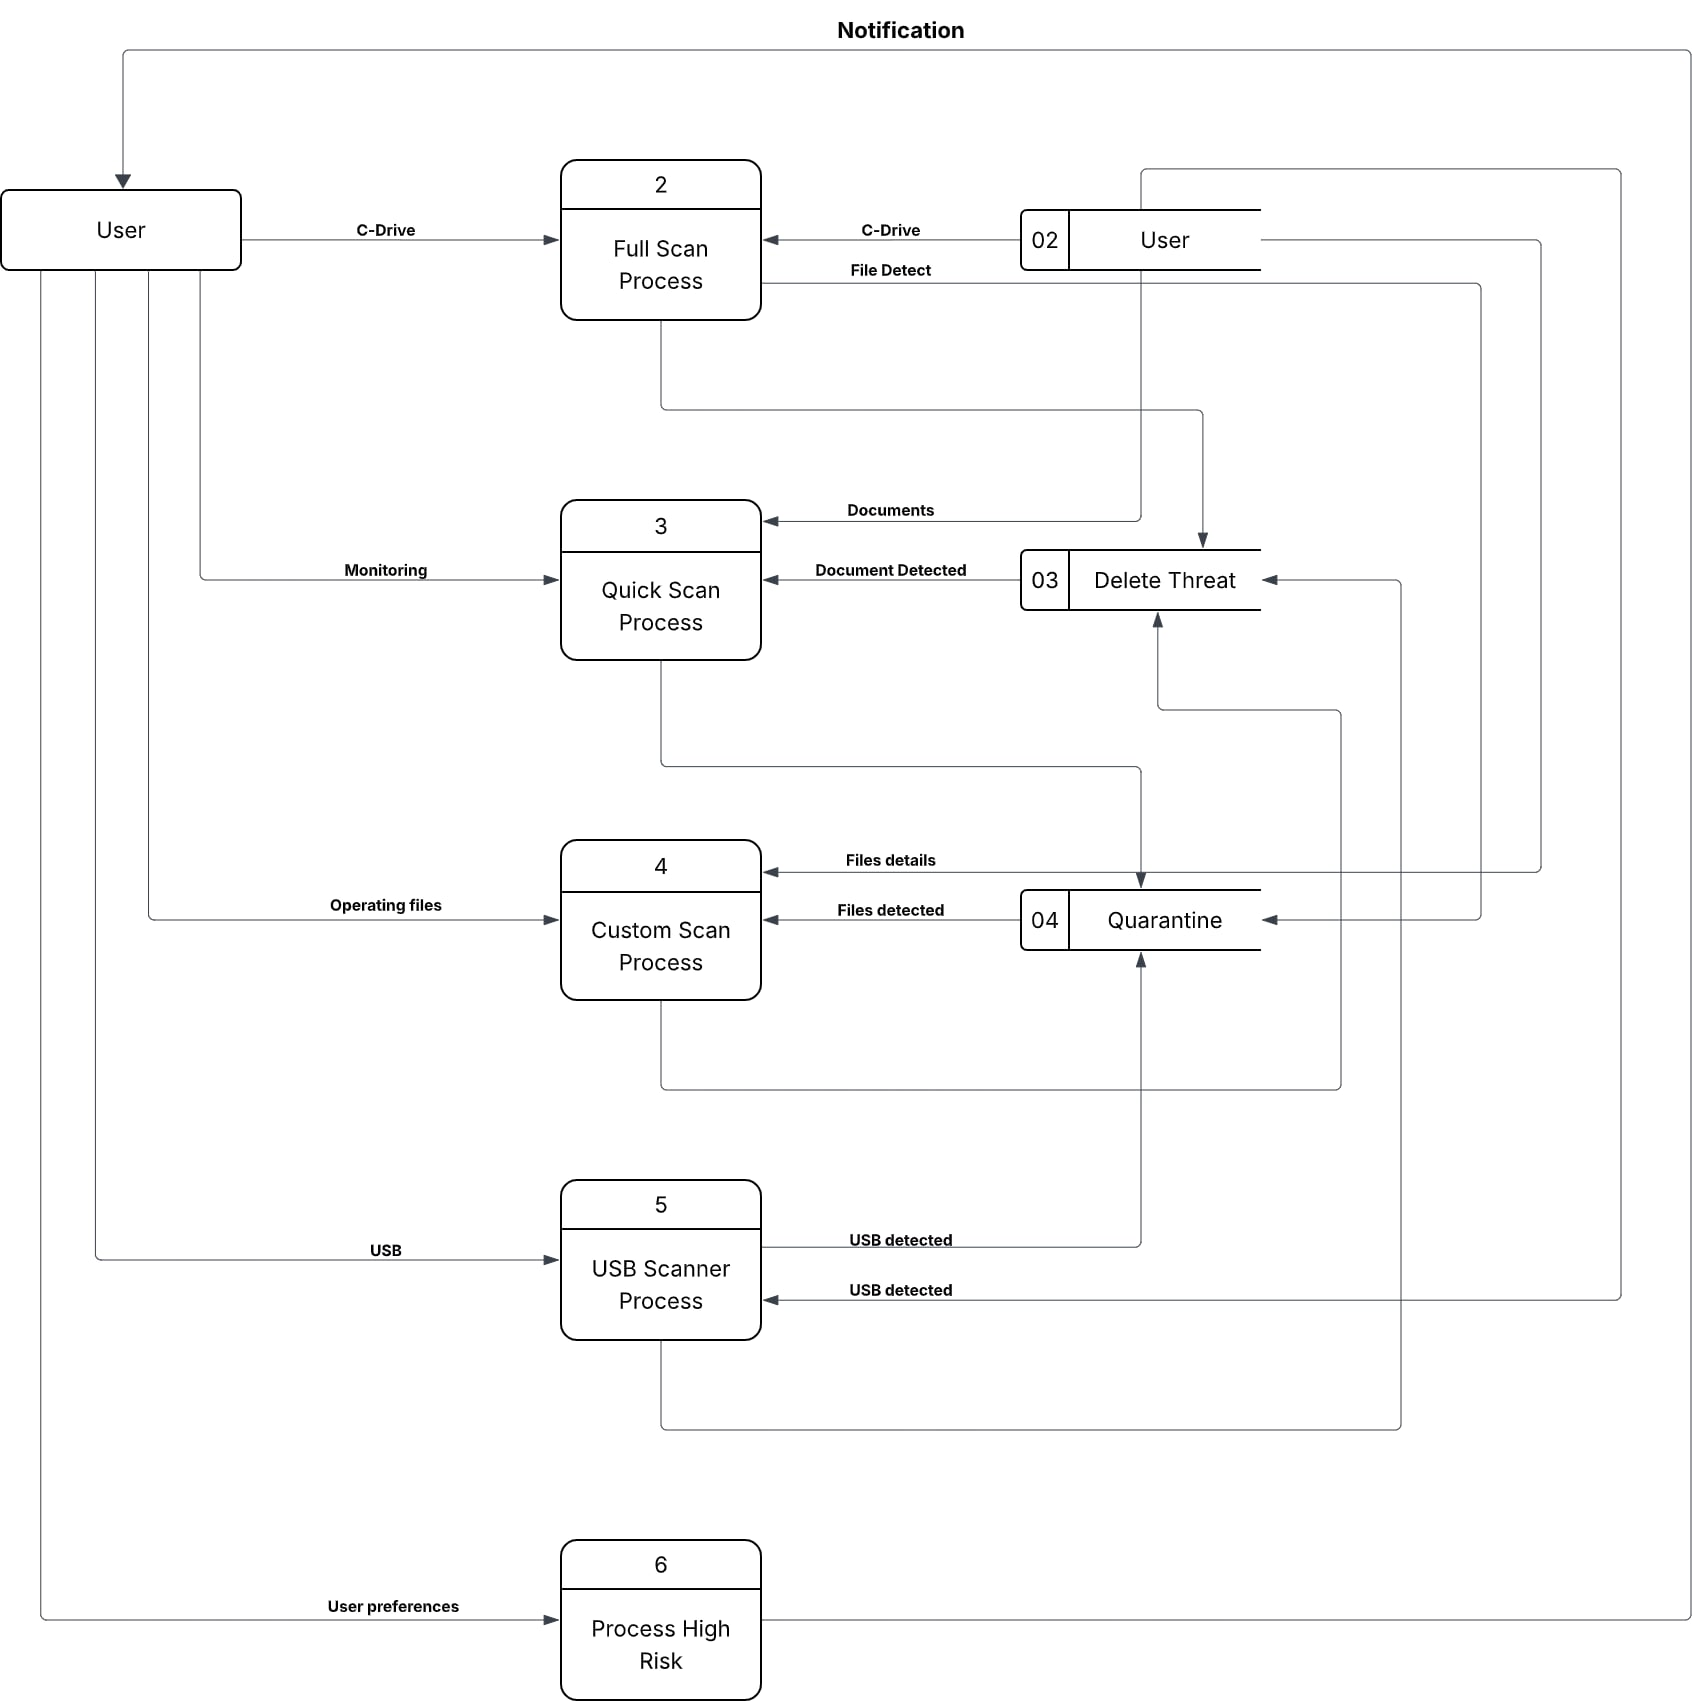 Notification
2
User
C-Drive
C-Drive
02
User
Full Scan
Process
File Detect
3
Documents
Monitoring
Document Detected
03
Delete Threat
Quick Scan
Process
4
Files details
Operating files
Files detected
04
Quarantine
Custom Scan
Process
5
USB detected
USB
USB Scanner
Process
USB detected
6
User preferences
Process High
Risk